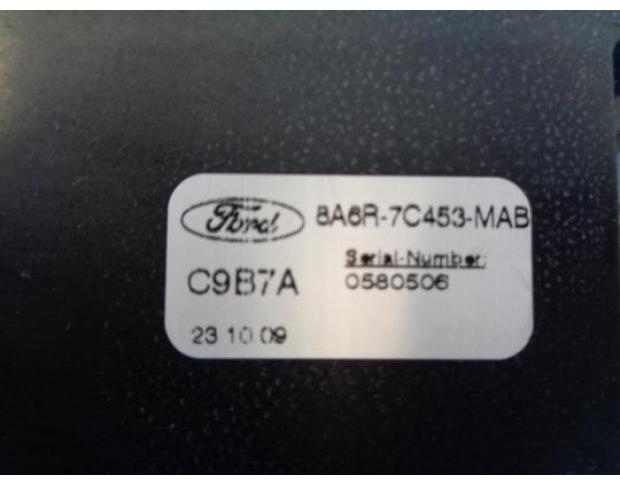 Ford 8A6R-7C453-MAB
Serial-Number:
C9B7A 0580506
23.10.09